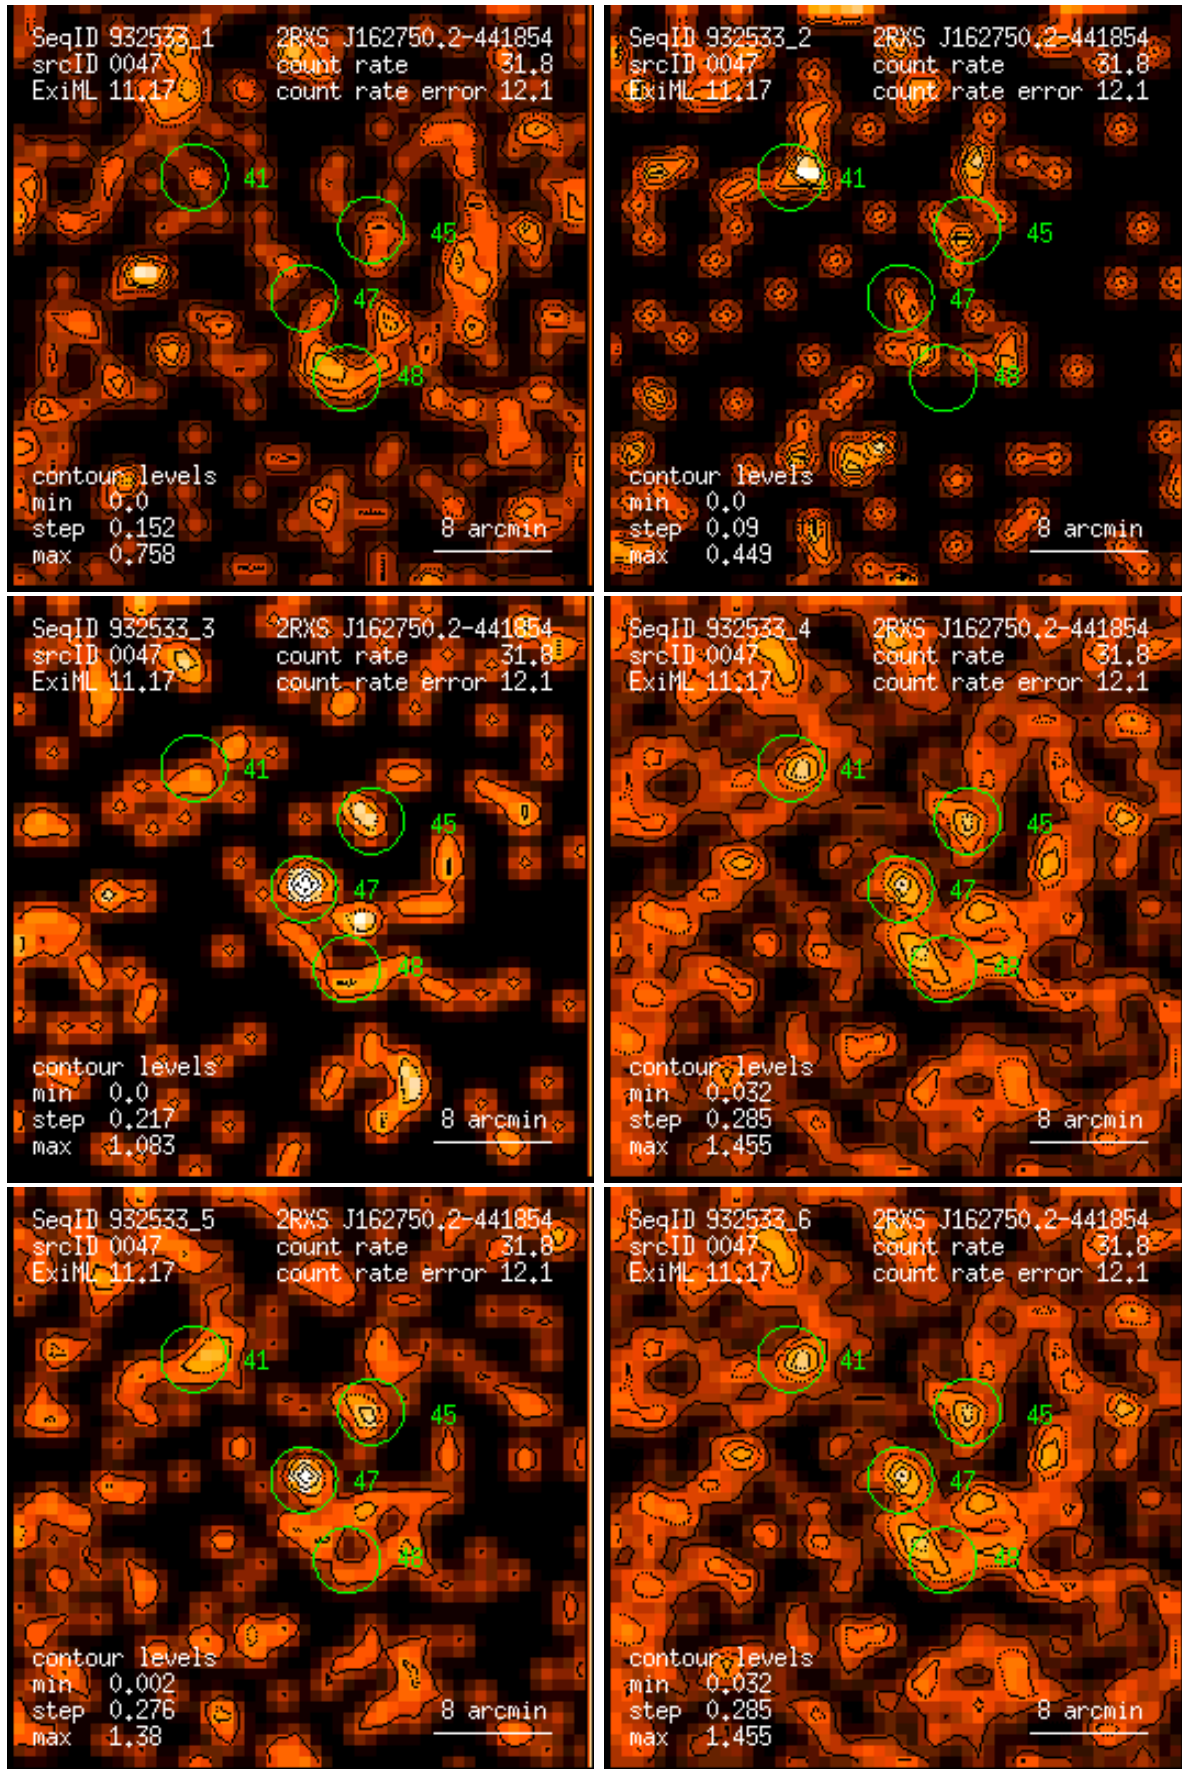 SeqID 932533_1 2RXS J162750.2-441854
srcID 0047 count rate 31.8
ExiML 11.17 count rate error 12.1
41
45
47
48
contour levels
min 0.0
step 0.152 8 arcmin
max 0.758
SeqID 932533_2 2RXS J162750.2-441854
srcID 0047 count rate 31.8
ExiML 11.17 count rate error 12.1
41
45
47
48
contour levels
min 0.0
step 0.09 8 arcmin
max 0.449
SeqID 932533_3 2RXS J162750.2-441854
srcID 0047 count rate 31.8
ExiML 11.17 count rate error 12.1
41
45
47
48
contour levels
min 0.0
step 0.217 8 arcmin
max 1.083
SeqID 932533_4 2RXS J162750.2-441854
srcID 0047 count rate 31.8
ExiML 11.17 count rate error 12.1
41
45
47
48
contour levels
min 0.032
step 0.285 8 arcmin
max 1.455
SeqID 932533_5 2RXS J162750.2-441854
srcID 0047 count rate 31.8
ExiML 11.17 count rate error 12.1
41
45
47
48
contour levels
min 0.002
step 0.276 8 arcmin
max 1.38
SeqID 932533_6 2RXS J162750.2-441854
srcID 0047 count rate 31.8
ExiML 11.17 count rate error 12.1
41
45
47
48
contour levels
min 0.032
step 0.285 8 arcmin
max 1.455